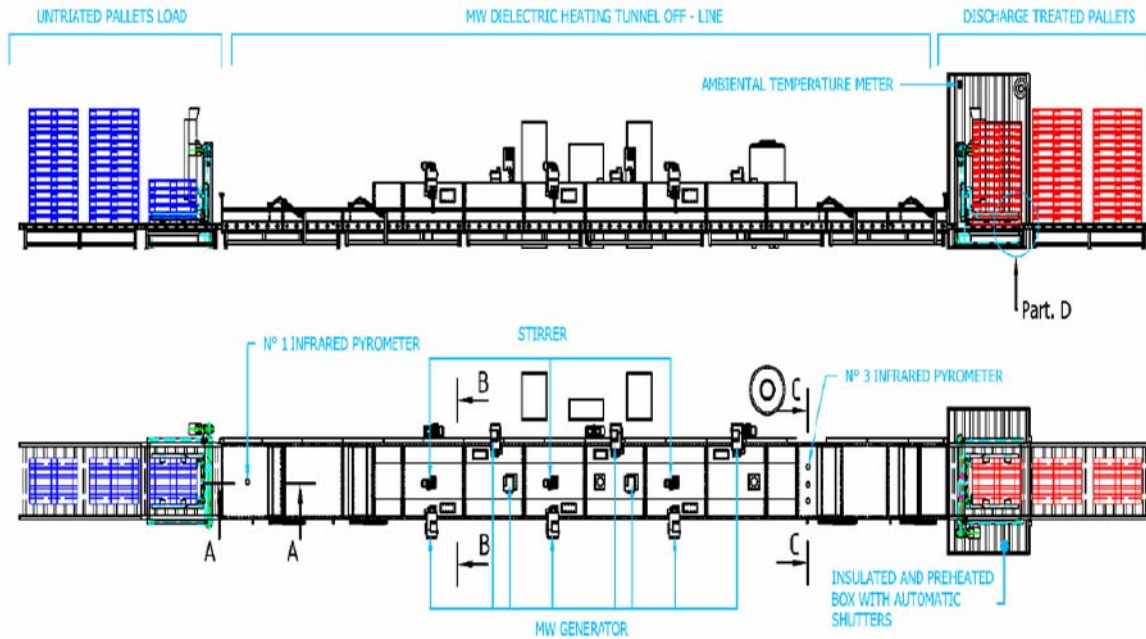 UNTRIATED PALLETS LOAD
MW DIELECTRIC HEATING TUNNEL OFF - LINE
DISCHARGE TREATED PALLETS
AMBIENTAL TEMPERATURE METER
Part. D
N° 1 INFRARED PYROMETER
STIRRER
B
C
N° 3 INFRARED PYROMETER
A
A
B
C
INSULATED AND PREHEATED
BOX WITH AUTOMATIC
SHUTTERS
MW GENERATOR